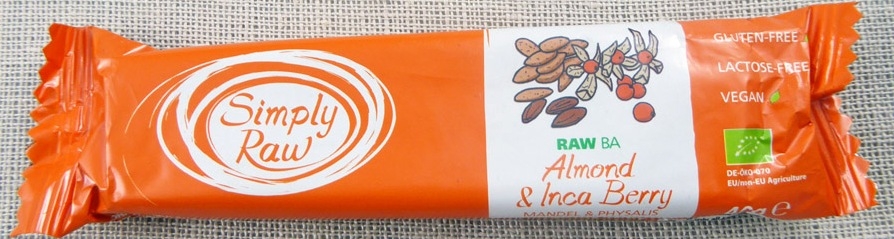 Simply
Raw
RAW BA
Almond
& Inca Berry
MANDEL & PHYSALIS
GLUTEN-FREE
LACTOSE-FREE
VEGAN
DE-ÖKO-070
EU/non-EU Agriculture
40g e